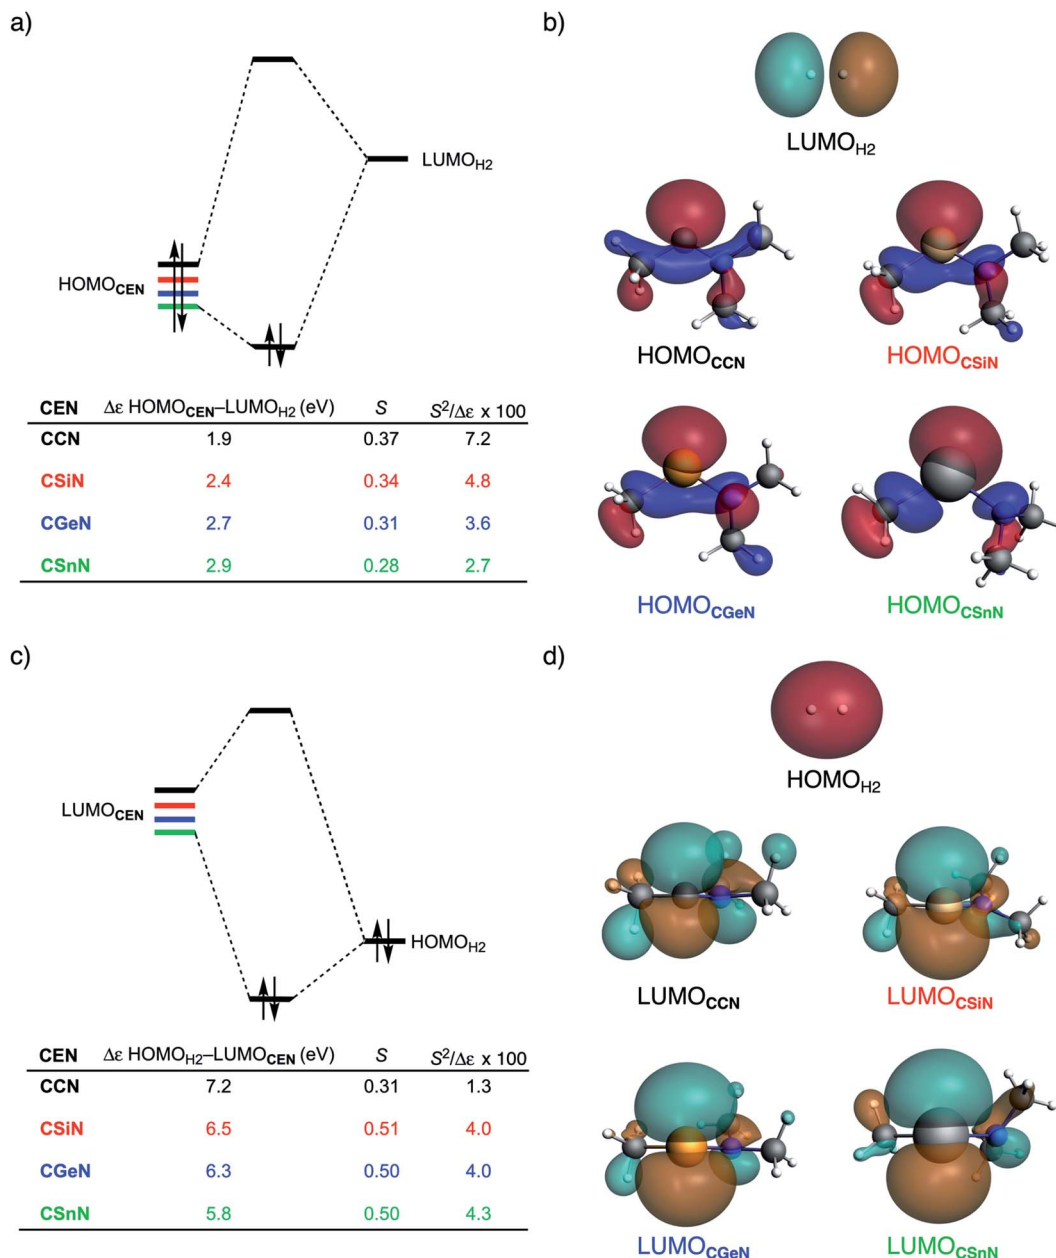 a)
LUMOH2
HOMOCEN
CEN Δε HOMOCEN–LUMOH2 (eV) S S2/Δε x 100
CCN 1.9 0.37 7.2
CSiN 2.4 0.34 4.8
CGeN 2.7 0.31 3.6
CSnN 2.9 0.28 2.7
b)
LUMOH2
HOMOCCN HOMOCSiN
HOMOCGeN HOMOCSnN
c)
LUMOCEN
HOMOH2
CEN Δε HOMOH2–LUMOCEN (eV) S S2/Δε x 100
CCN 7.2 0.31 1.3
CSiN 6.5 0.51 4.0
CGeN 6.3 0.50 4.0
CSnN 5.8 0.50 4.3
d)
HOMOH2
LUMOCCN LUMOCSiN
LUMOCGeN LUMOCSnN